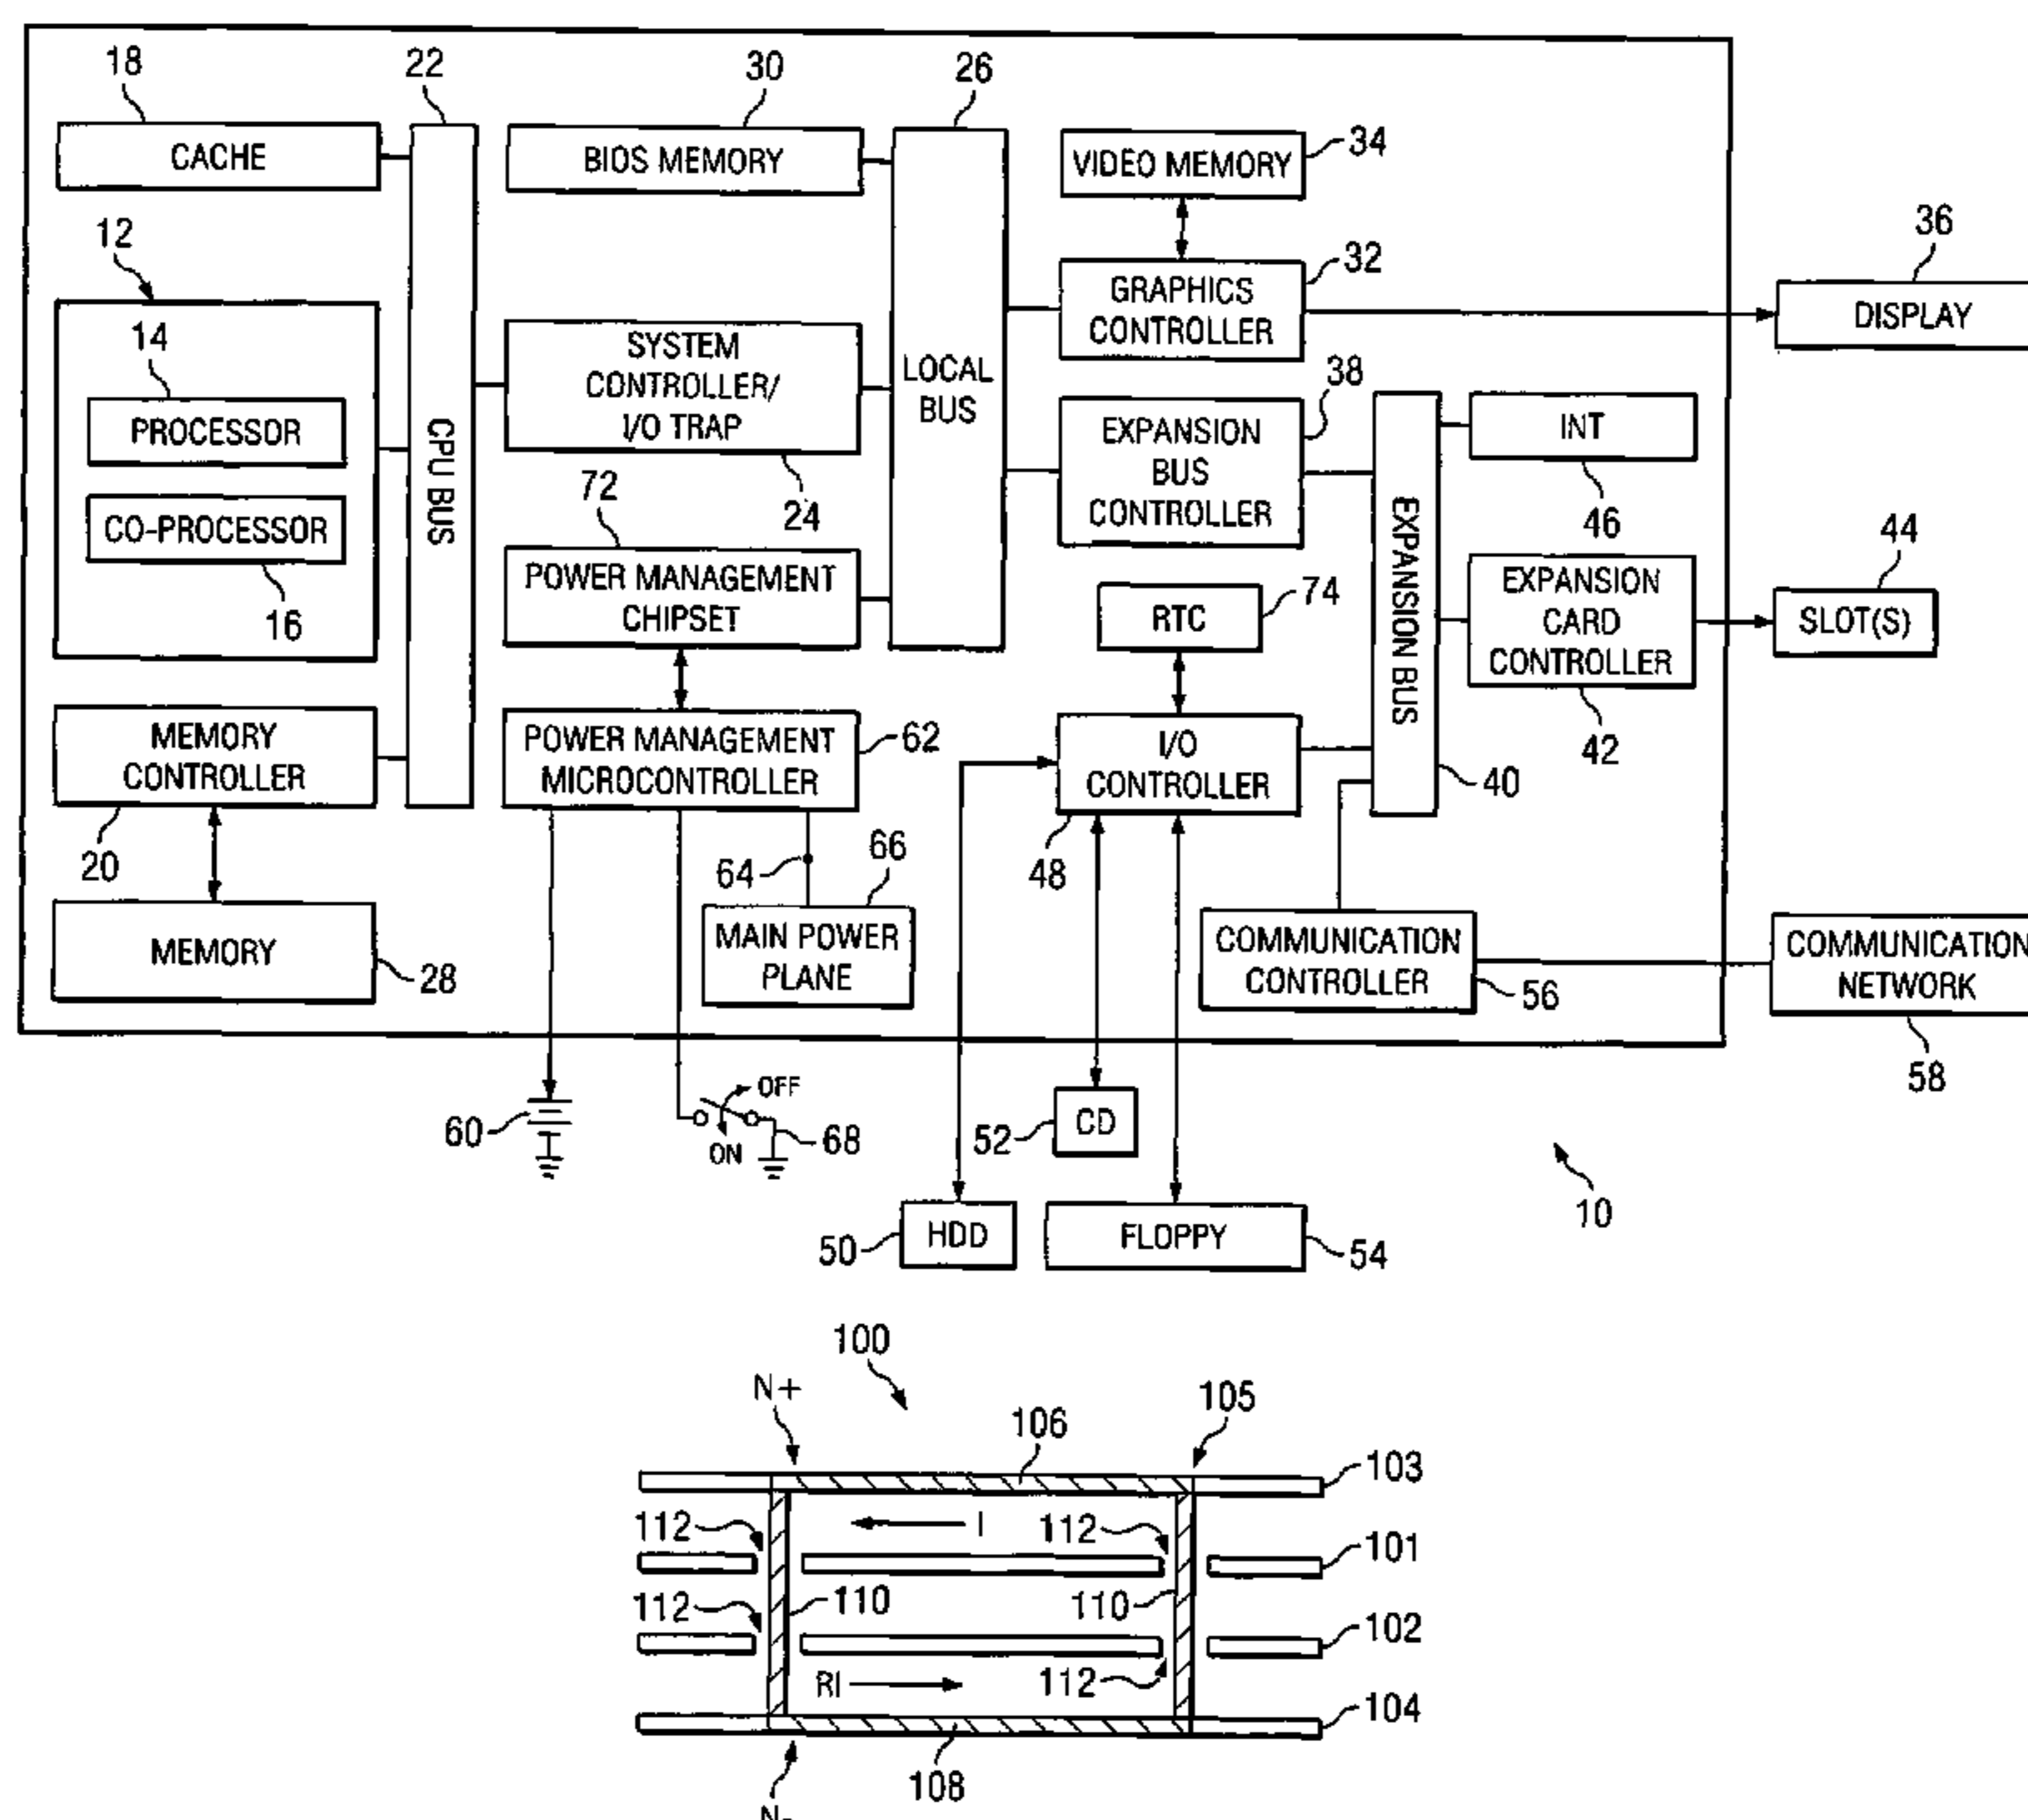 18
22
30
26
CACHE
BIOS MEMORY
VIDEO MEMORY
34
12
36
32
GRAPHICS
CONTROLLER
DISPLAY
14
SYSTEM
CONTROLLER/
I/O TRAP
LOCAL
BUS
38
PROCESSOR
CPU BUS
EXPANSION
BUS
CONTROLLER
INT
CO-PROCESSOR
72
24
46
44
16
POWER MANAGEMENT
CHIPSET
RTC
74
EXPANSION BUS
EXPANSION
CARD
CONTROLLER
SLOT(S)
MEMORY
CONTROLLER
POWER MANAGEMENT
MICROCONTROLLER
62
I/O
CONTROLLER
42
40
20
64
66
48
MEMORY
28
MAIN POWER
PLANE
COMMUNICATION
CONTROLLER
56
COMMUNICATION
NETWORK
58
OFF
60
ON
68
52
CD
10
50
HDD
FLOPPY
54
100
N+
106
105
103
112
I
112
101
112
110
110
102
RI
112
104
108